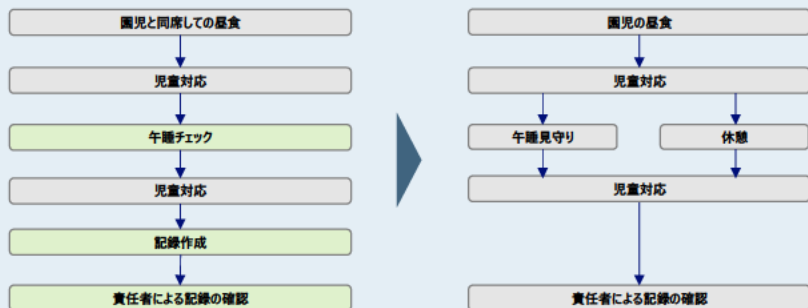 園児と同席しての昼食
児童対応
午睡チェック
児童対応
記録作成
責任者による記録の確認
園児の昼食
児童対応
午睡見守り
休憩
児童対応
責任者による記録の確認